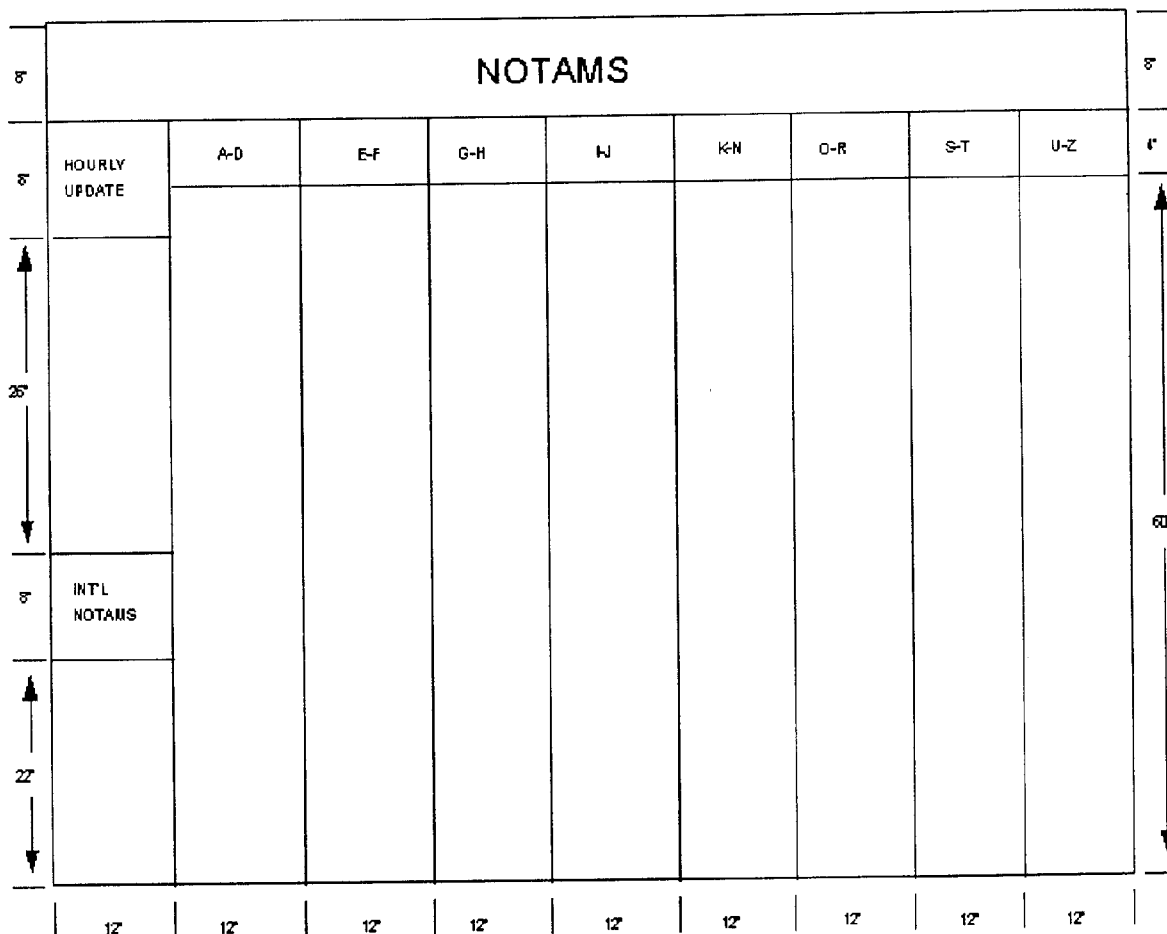 NOTAMS
8"
8"
HOURLY
UPDATE
A-D
E-F
G-H
I-J
K-N
O-R
S-T
U-Z
4"
8"
26"
60
8"
INT'L
NOTAMS
22"
12"
12"
12"
12"
12"
12"
12"
12"
12"